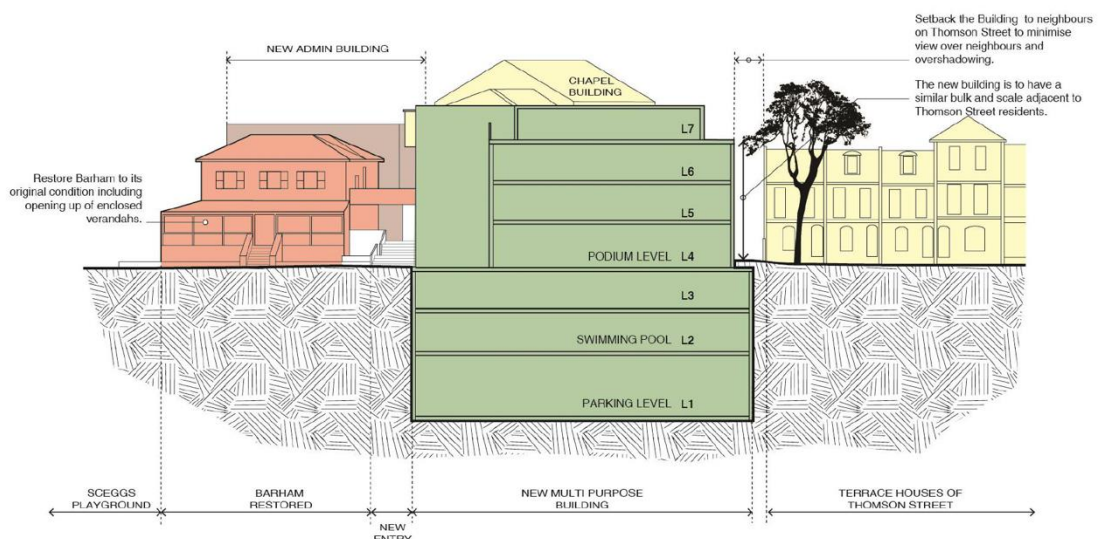 Setback the Building to neighbours
on Thomson Street to minimise
view over neighbours and
overshadowing.
NEW ADMIN BUILDING
CHAPEL
BUILDING
The new building is to have a
similar bulk and scale adjacent to
Thomson Street residents.
L7
Restore Barham to its
original condition including
opening up of enclosed
verandahs.
L6
L5
PODIUM LEVEL L4
L3
SWIMMING POOL L2
PARKING LEVEL L1
SCEGGS
PLAYGROUND
BARHAM
RESTORED
NEW
ENTRY
NEW MULTI PURPOSE
BUILDING
TERRACE HOUSES OF
THOMSON STREET